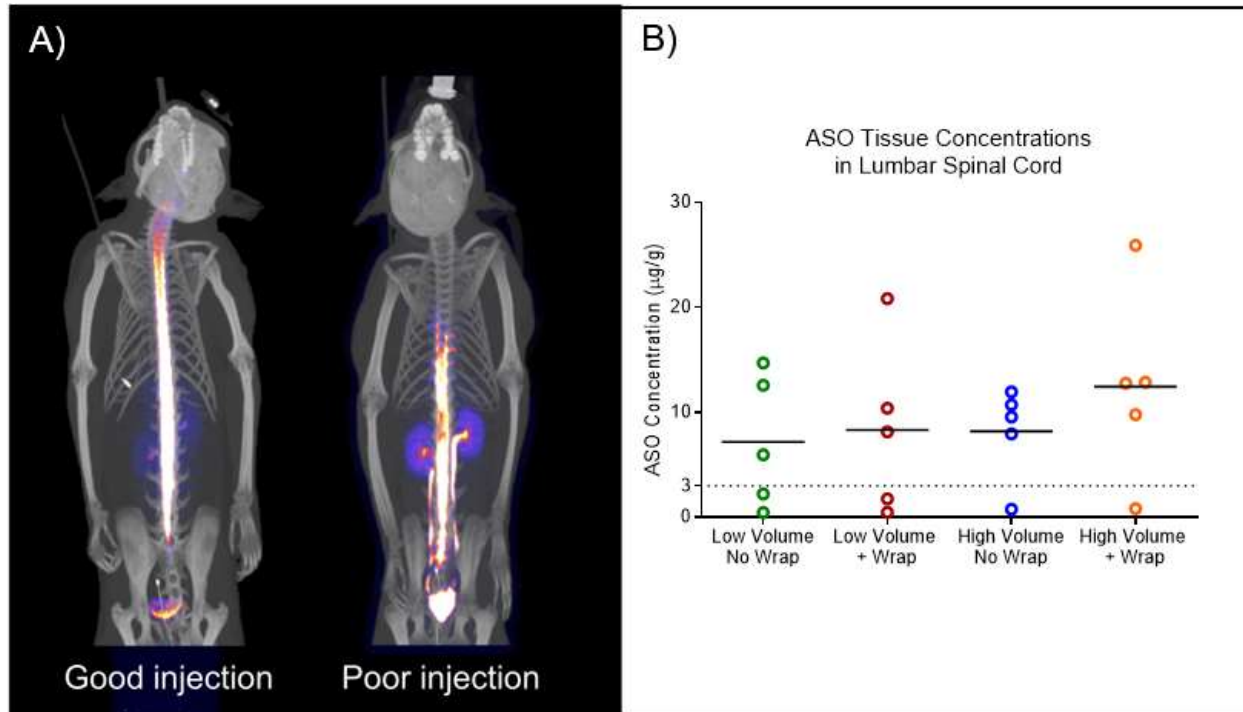 A)
Good injection
Poor injection
B)
ASO Tissue Concentrations
in Lumbar Spinal Cord
ASO Concentration (µg/g)
30
20
10
3
0
Low Volume
No Wrap
Low Volume
+ Wrap
High Volume
No Wrap
High Volume
+ Wrap